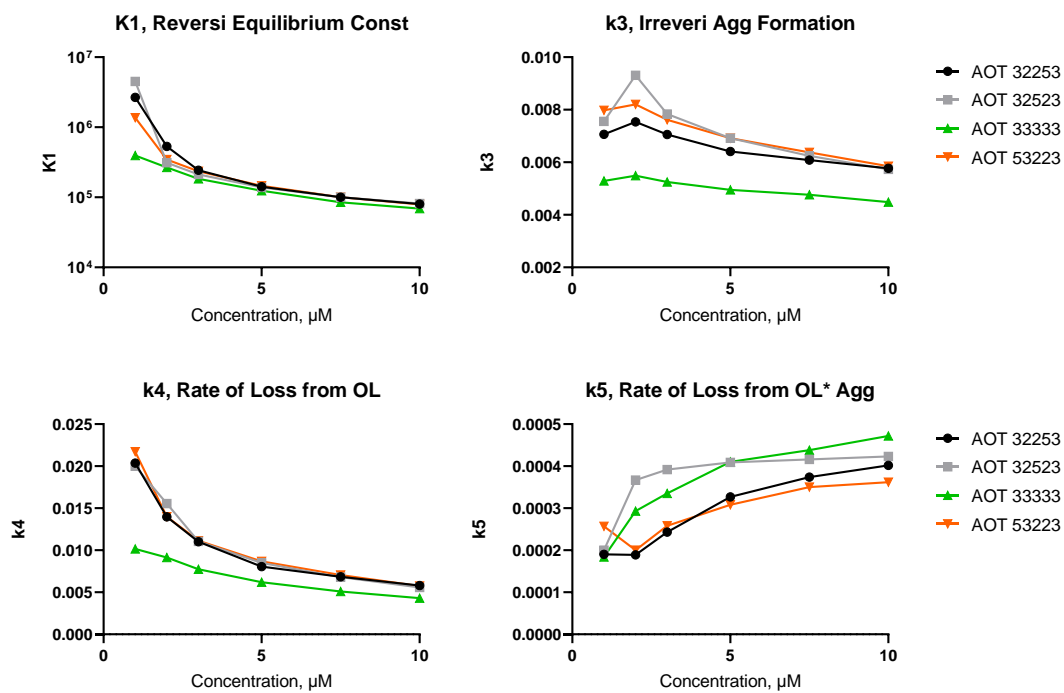 K1, Reversi Equilibrium Const
10⁷
10⁶
10⁵
10⁴
K1
0
5
10
Concentration, µM
k3, Irreveri Agg Formation
0.010
0.008
0.006
0.004
0.002
k3
0
5
10
Concentration, µM
AOT 32253
AOT 32523
AOT 33333
AOT 53223
k4, Rate of Loss from OL
0.025
0.020
0.015
0.010
0.005
0.000
k4
0
5
10
Concentration, µM
k5, Rate of Loss from OL* Agg
0.0005
0.0004
0.0003
0.0002
0.0001
0.0000
k5
0
5
10
Concentration, µM
AOT 32253
AOT 32523
AOT 33333
AOT 53223